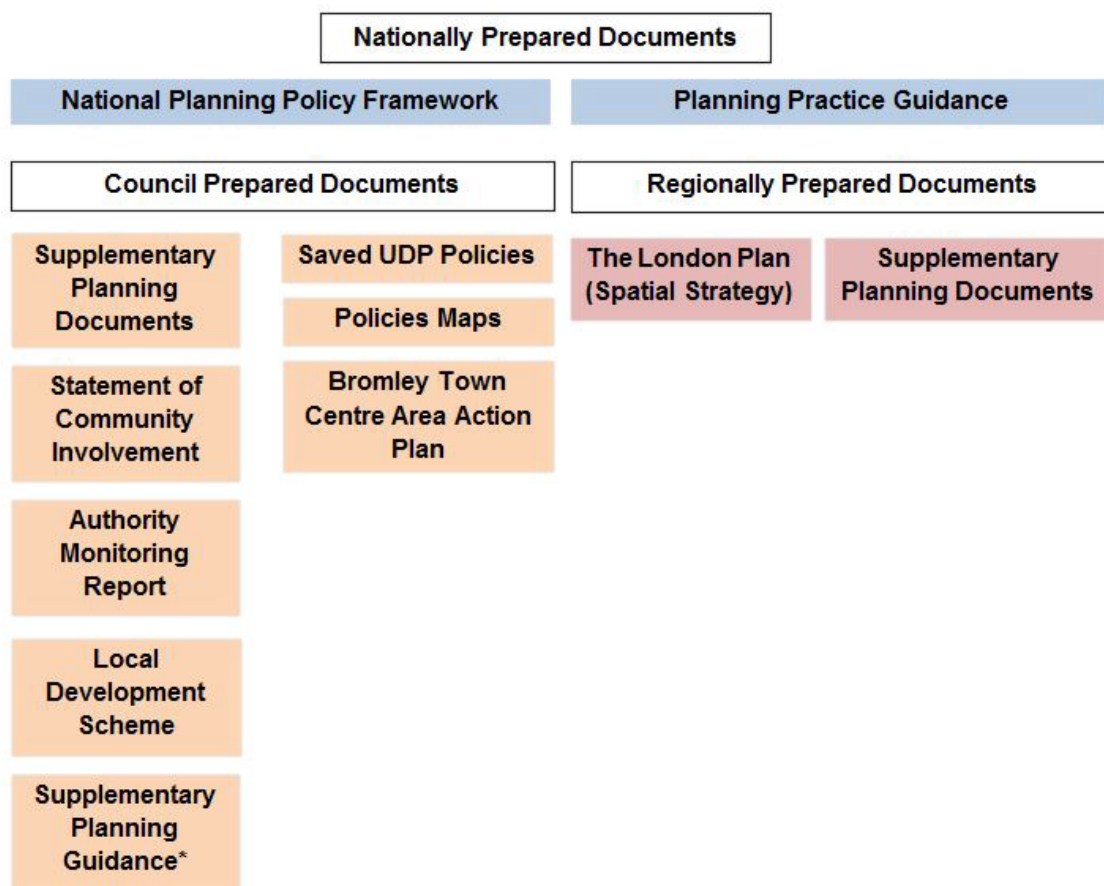 Nationally Prepared Documents
National Planning Policy Framework
Planning Practice Guidance
Council Prepared Documents
Regionally Prepared Documents
Supplementary
Planning
Documents
Statement of
Community
Involvement
Authority
Monitoring
Report
Local
Development
Scheme
Supplementary
Planning
Guidance*
Saved UDP Policies
Policies Maps
Bromley Town
Centre Area Action
Plan
The London Plan
(Spatial Strategy)
Supplementary
Planning Documents